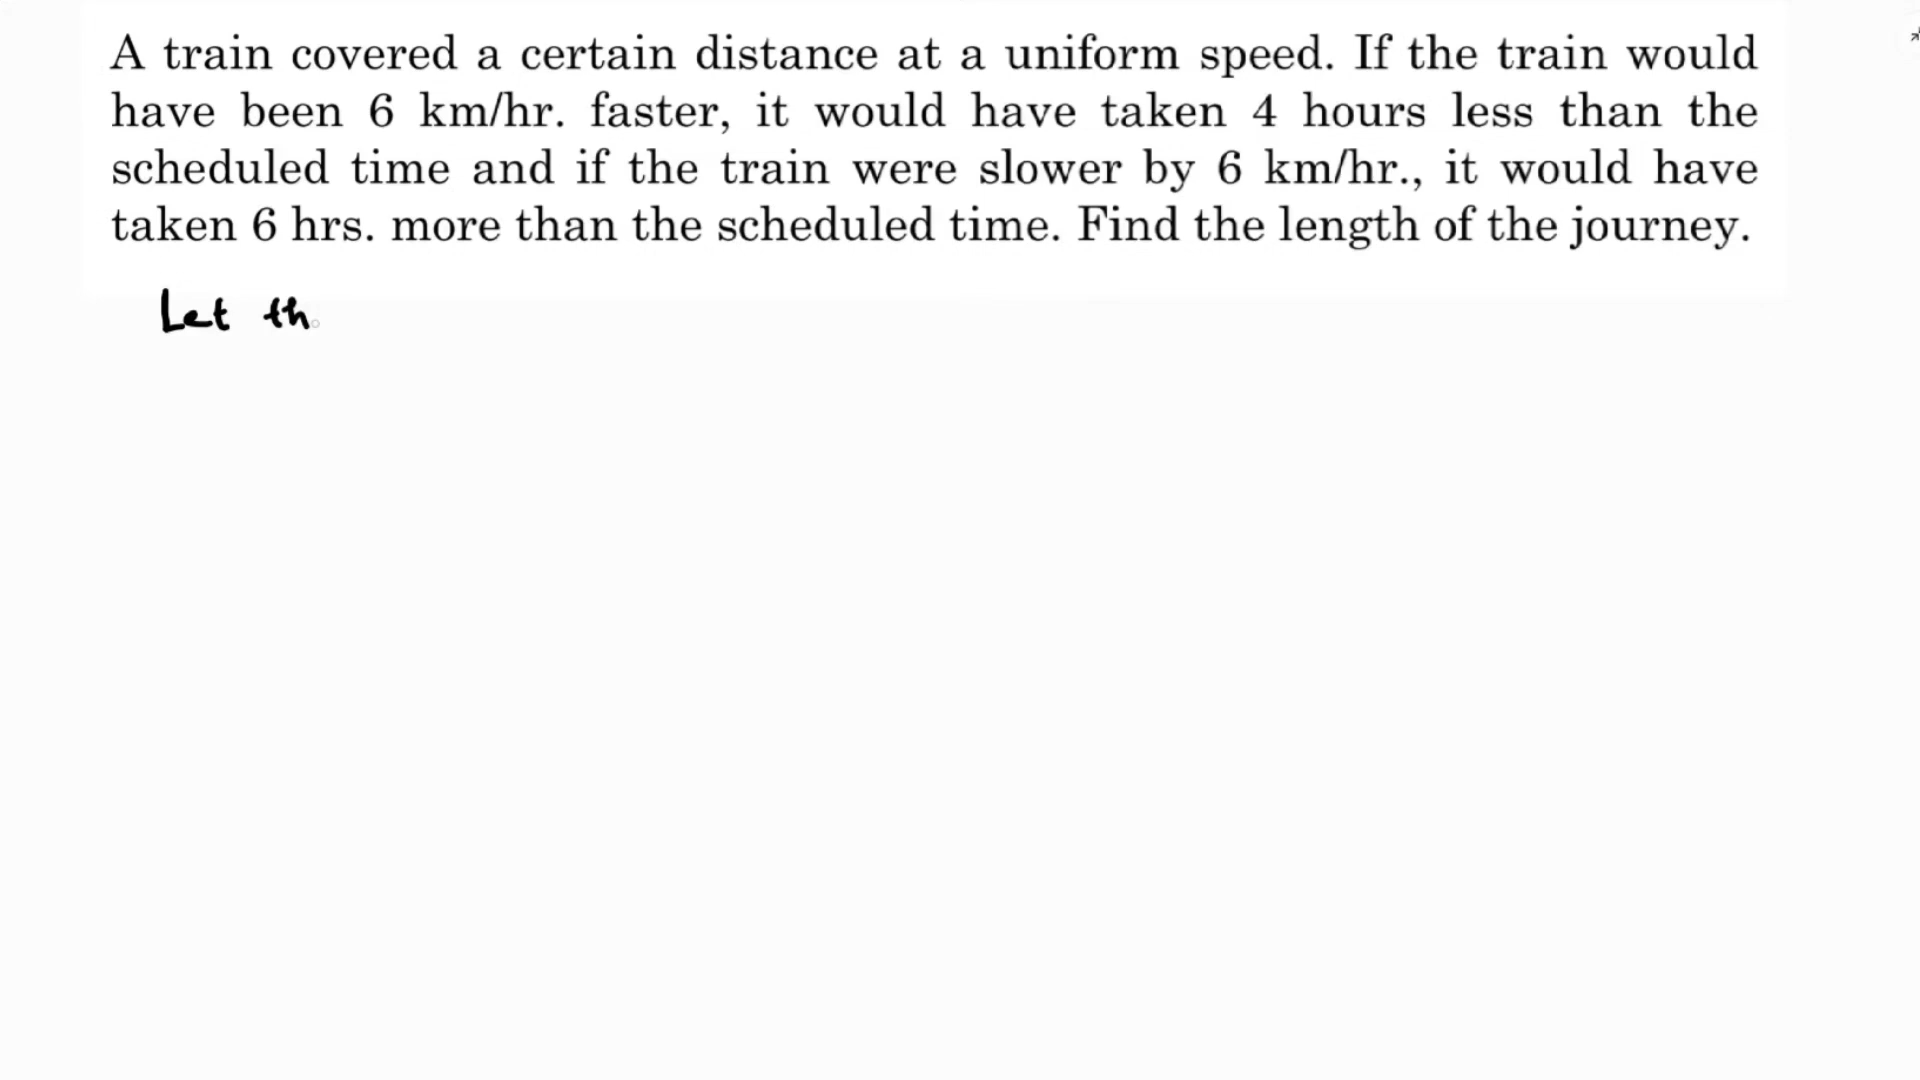 A train covered a certain distance at a uniform speed. If the train would
have been 6 km/hr. faster, it would have taken 4 hours less than the
scheduled time and if the train were slower by 6 km/hr., it would have
taken 6 hrs. more than the scheduled time. Find the length of the journey.
Let th